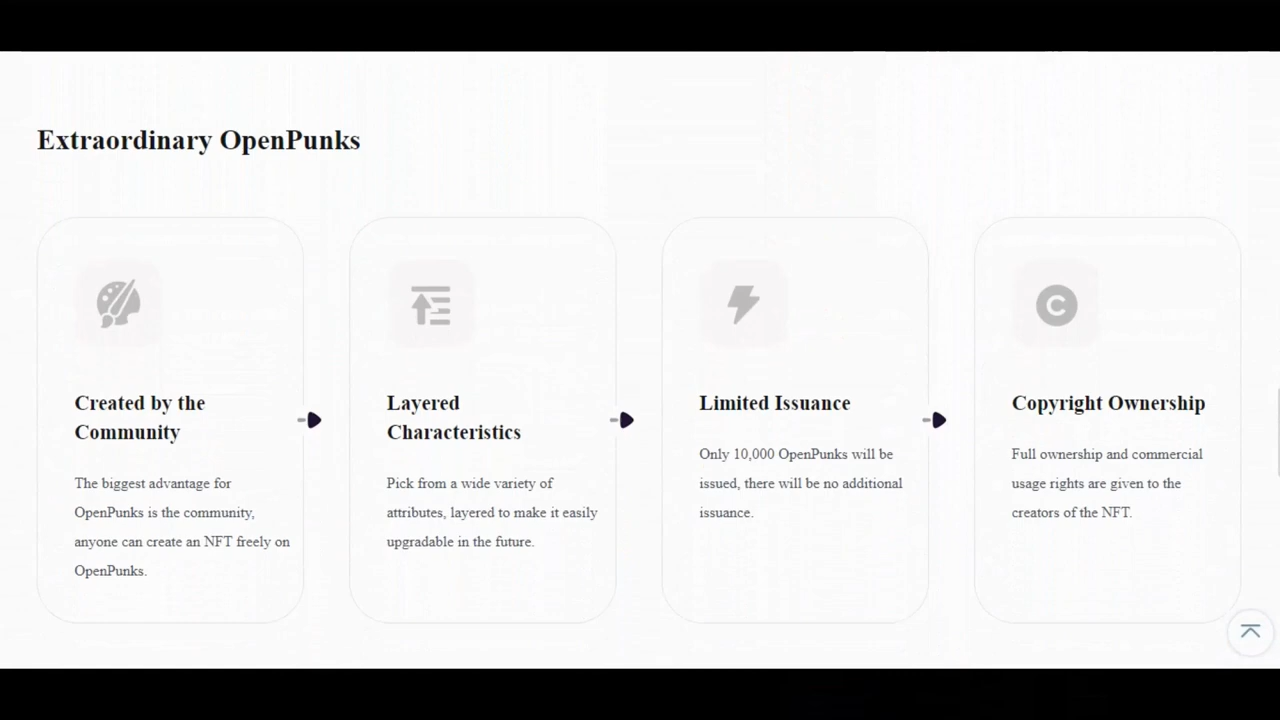 Extraordinary OpenPunks
Created by the
Community
The biggest advantage for
OpenPunks is the community,
anyone can create an NFT freely on
OpenPunks.
Layered
Characteristics
Pick from a wide variety of
attributes, layered to make it easily
upgradable in the future.
Limited Issuance
Only 10,000 OpenPunks will be
issued, there will be no additional
issuance.
Copyright Ownership
Full ownership and commercial
usage rights are given to the
creators of the NFT.